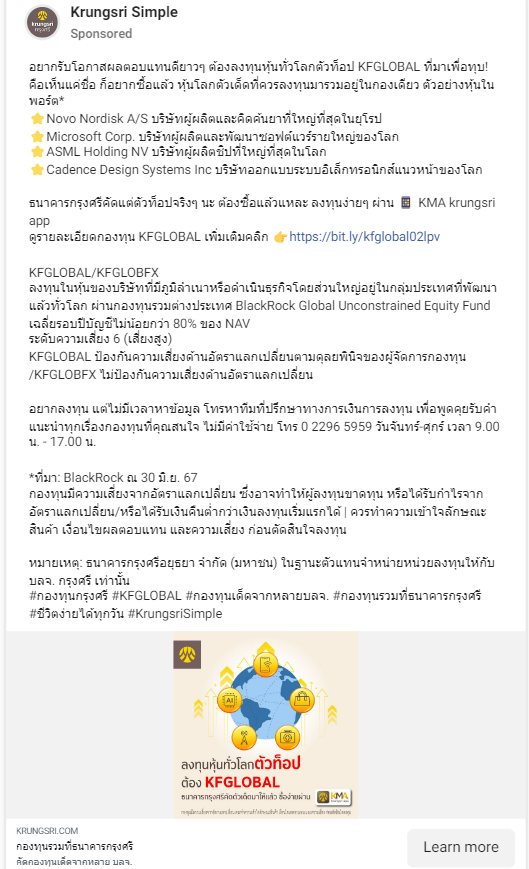 krungsri
กรุงศรี
Krungsri Simple
Sponsored
อยากรับโอกาสผลตอบแทนดียาวๆ ต้องลงทุนหุ้นทั่วโลกตัวท็อป KFGLOBAL ที่มาเพื่อทุบ!
คือเห็นแค่ชื่อ ก็อยากซื้อแล้ว หุ้นโลกตัวเด็ดที่ควรลงทุนมารวมอยู่ในกองเดียว ตัวอย่างหุ้นใน
พอร์ต*
⭐Novo Nordisk A/S บริษัทผู้ผลิตและคิดค้นยาที่ใหญ่ที่สุดในยุโรป
⭐Microsoft Corp. บริษัทผู้ผลิตและพัฒนาซอฟต์แวร์รายใหญ่ของโลก
⭐ASML Holding NV บริษัทผู้ผลิตชิปที่ใหญ่ที่สุดในโลก
⭐Cadence Design Systems Inc บริษัทออกแบบระบบอิเล็กทรอนิกส์แนวหน้าของโลก
ธนาคารกรุงศรีคัดแต่ตัวท็อปจริงๆ นะ ต้องซื้อแล้วแหละ ลงทุนง่ายๆ ผ่าน 📱 KMA krungsri
app
ดูรายละเอียดกองทุน KFGLOBAL เพิ่มเติมคลิก 👉https://bit.ly/kfglobal02lpv
KFGLOBAL/KFGLOBFX
ลงทุนในหุ้นของบริษัทที่มีภูมิลำเนาหรือดำเนินธุรกิจโดยส่วนใหญ่อยู่ในกลุ่มประเทศที่พัฒนา
แล้วทั่วโลก ผ่านกองทุนรวมต่างประเทศ BlackRock Global Unconstrained Equity Fund
เฉลี่ยรอบปีบัญชีไม่น้อยกว่า 80% ของ NAV
ระดับความเสี่ยง 6 (เสี่ยงสูง)
KFGLOBAL ป้องกันความเสี่ยงด้านอัตราแลกเปลี่ยนตามดุลยพินิจของผู้จัดการกองทุน
/KFGLOBFX ไม่ป้องกันความเสี่ยงด้านอัตราแลกเปลี่ยน
อยากลงทุน แต่ไม่มีเวลาหาข้อมูล โทรหาทีมที่ปรึกษาทางการเงินการลงทุน เพื่อพูดคุยรับคำ
แนะนำทุกเรื่องกองทุนที่คุณสนใจ ไม่มีค่าใช้จ่าย โทร 0 2296 5959 วันจันทร์-ศุกร์ เวลา 9.00
น. - 17.00 น.
*ที่มา: BlackRock ณ 30 มิ.ย. 67
กองทุนมีความเสี่ยงจากอัตราแลกเปลี่ยน ซึ่งอาจทำให้ผู้ลงทุนขาดทุน หรือได้รับกำไรจาก
อัตราแลกเปลี่ยน/หรือได้รับเงินคืนต่ำกว่าเงินลงทุนเริ่มแรกได้ | ควรทำความเข้าใจลักษณะ
สินค้า เงื่อนไขผลตอบแทน และความเสี่ยง ก่อนตัดสินใจลงทุน
หมายเหตุ: ธนาคารกรุงศรีอยุธยา จำกัด (มหาชน) ในฐานะตัวแทนจำหน่ายหน่วยลงทุนให้กับ
บลจ. กรุงศรี เท่านั้น
#กองทุนกรุงศรี #KFGLOBAL #กองทุนเด็ดจากหลายบลจ. #กองทุนรวมที่ธนาคารกรุงศรี
#ชีวิตง่ายได้ทุกวัน #KrungsriSimple
AI
ลงทุนหุ้นทั่วโลกตัวท็อป
ต้อง KFGLOBAL
ธนาคารกรุงศรีคัดตัวเด็ดมาให้แล้ว ซื้อง่ายผ่าน KMA
KRUNGSRI.COM
กองทุนรวมที่ธนาคารกรุงศรี
คัดกองทุนเด็ดจากหลาย บลจ.
Learn more